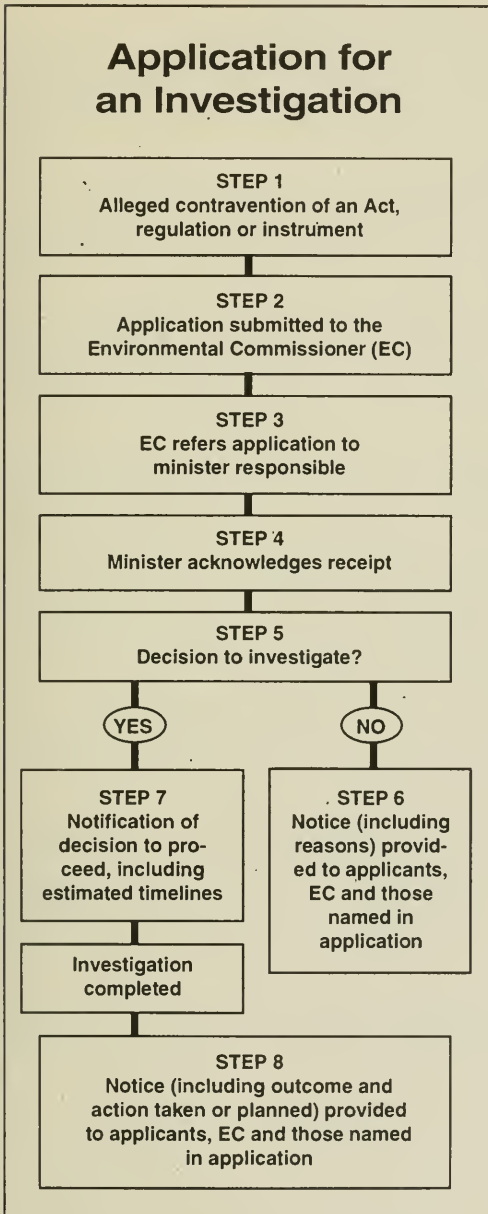 Application for
an Investigation
STEP 1
Alleged contravention of an Act,
regulation or instrument
STEP 2
Application submitted to the
Environmental Commissioner (EC)
STEP 3
EC refers application to
minister responsible
STEP 4
Minister acknowledges receipt
STEP 5
Decision to investigate?
YES
NO
STEP 7
Notification of
decision to pro-
ceed, including
estimated timelines
STEP 6
Notice (including
reasons) provid-
ed to applicants,
EC and those
named in
application
Investigation
completed
STEP 8
Notice (including outcome and
action taken or planned) provided
to applicants, EC and those named
in application